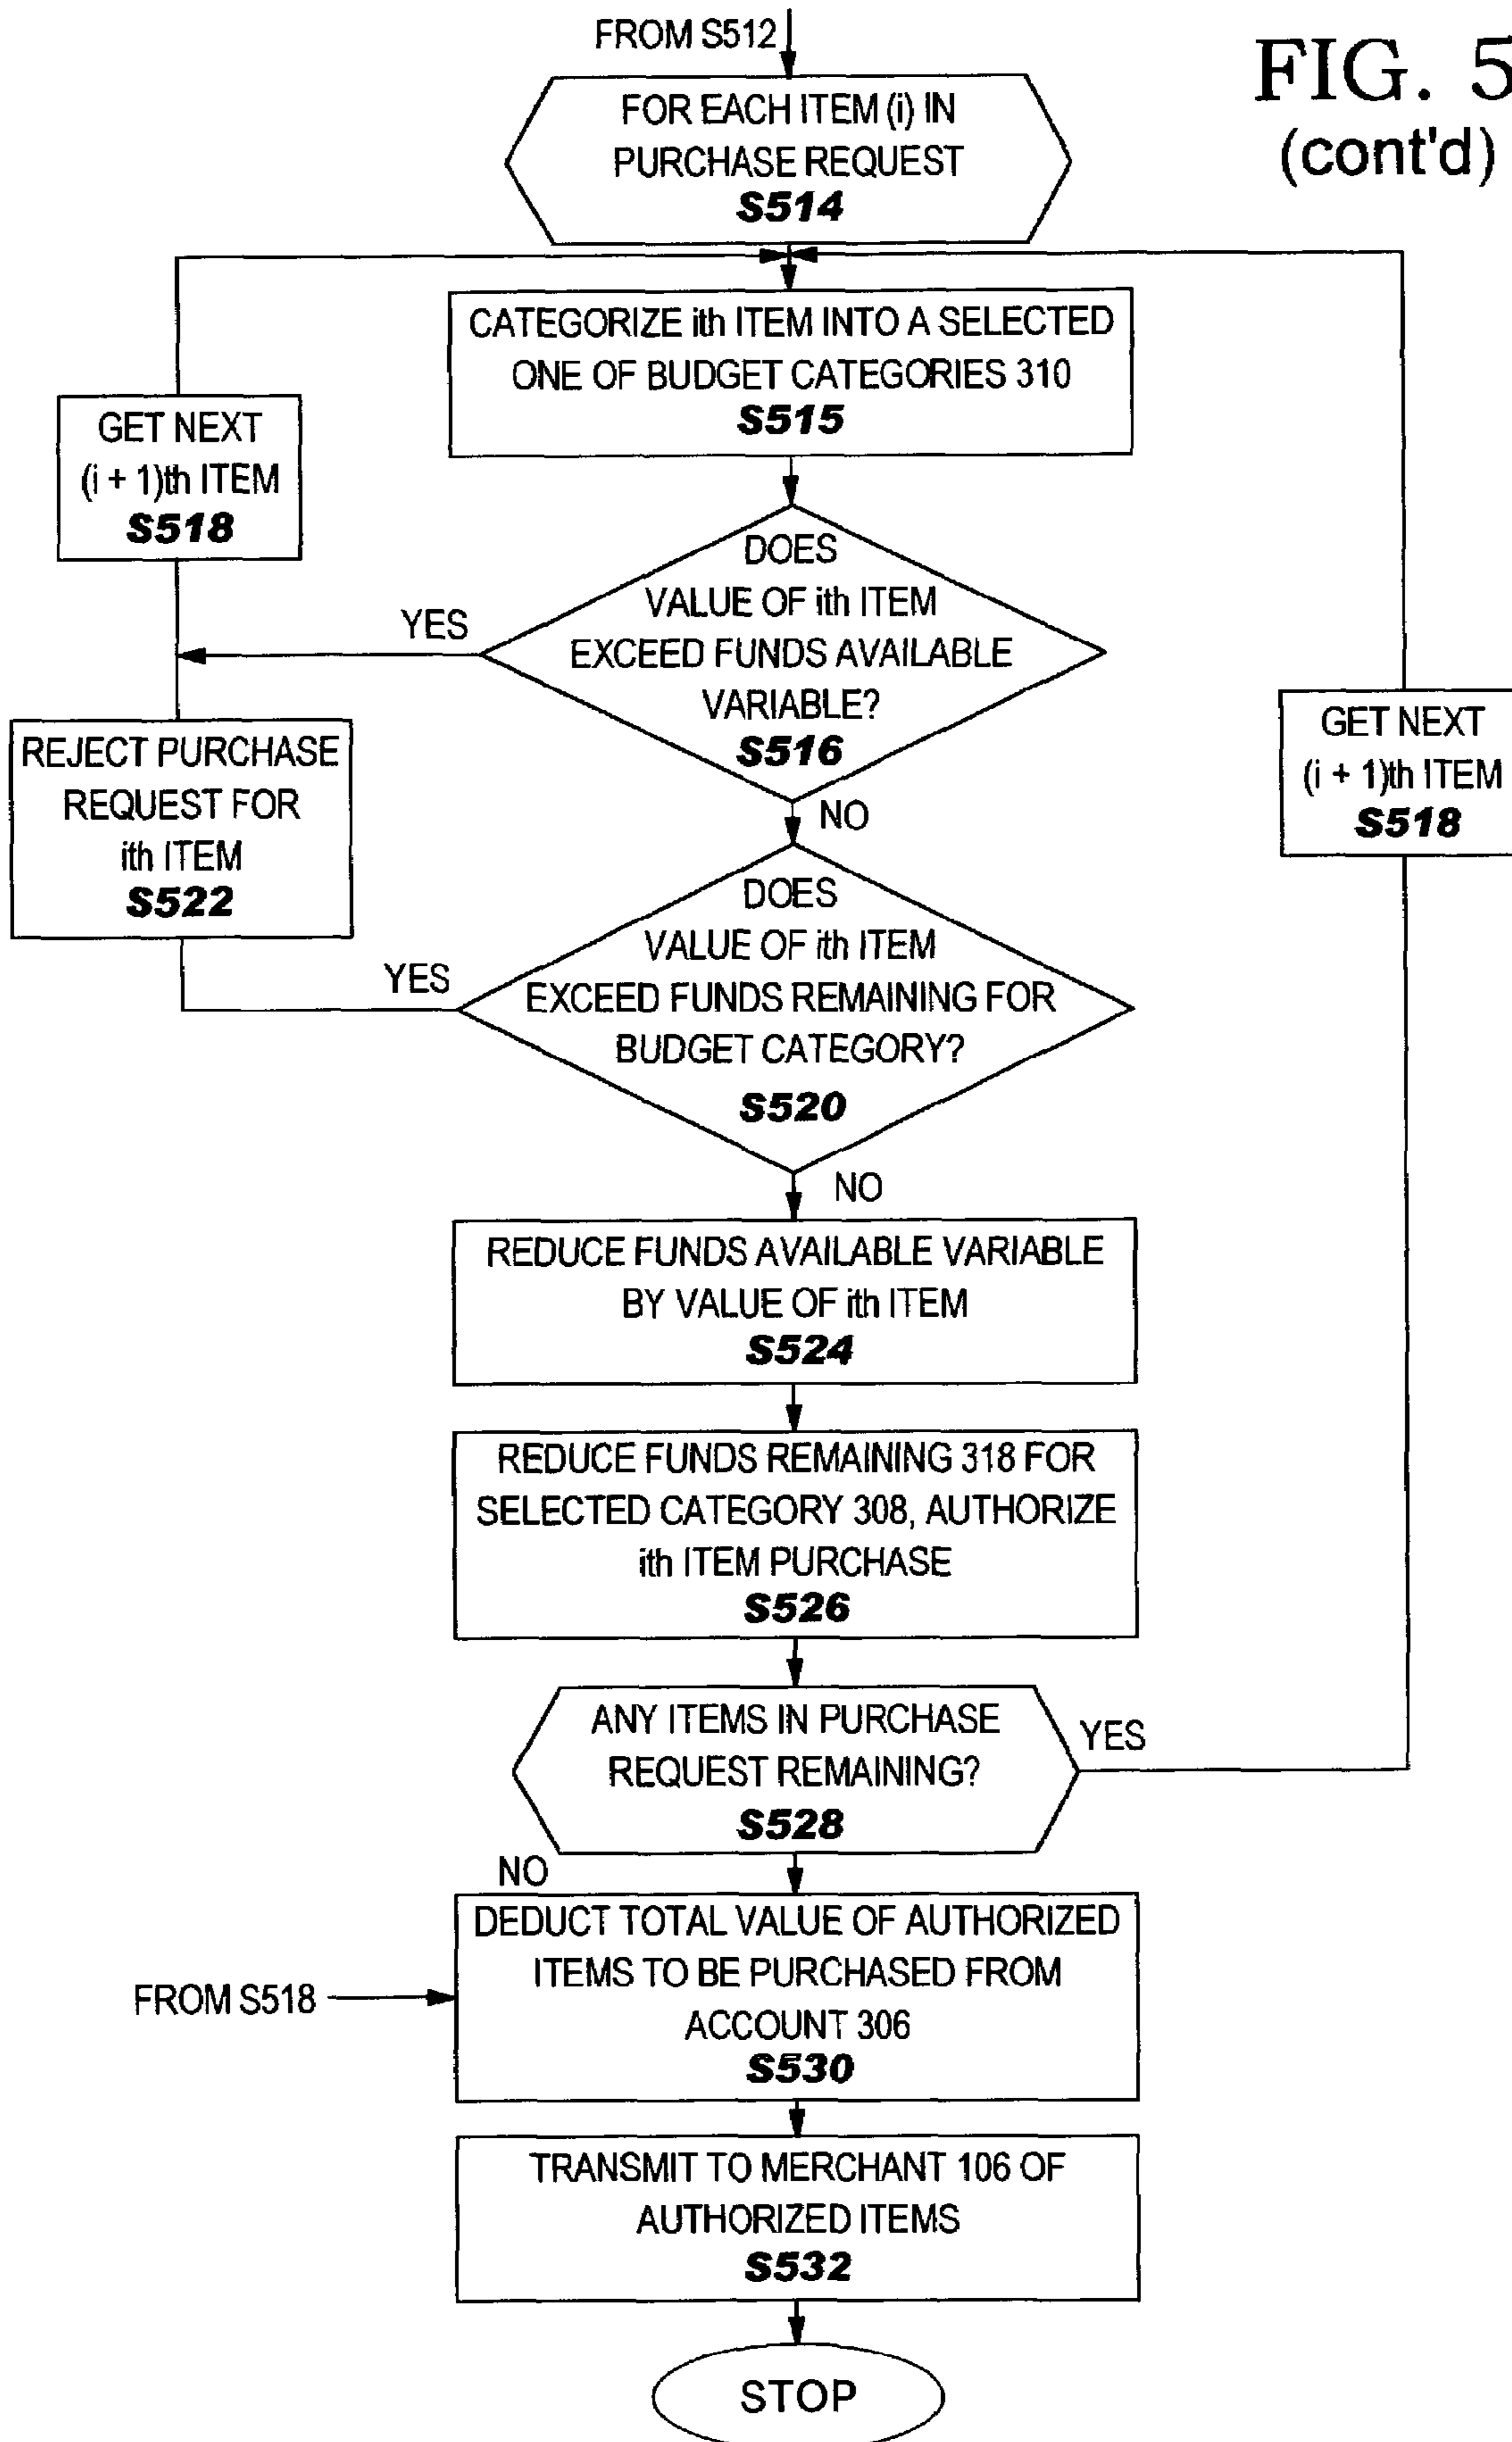 FROM S512
FIG. 5
(cont'd)
FOR EACH ITEM (i) IN
PURCHASE REQUEST
S514
CATEGORIZE ith ITEM INTO A SELECTED
ONE OF BUDGET CATEGORIES 310
S515
GET NEXT
(i + 1)th ITEM
S518
DOES
VALUE OF ith ITEM
EXCEED FUNDS AVAILABLE
VARIABLE?
S516
YES
NO
REJECT PURCHASE
REQUEST FOR
ith ITEM
S522
GET NEXT
(i + 1)th ITEM
S518
DOES
VALUE OF ith ITEM
EXCEED FUNDS REMAINING FOR
BUDGET CATEGORY?
S520
YES
NO
REDUCE FUNDS AVAILABLE VARIABLE
BY VALUE OF ith ITEM
S524
REDUCE FUNDS REMAINING 318 FOR
SELECTED CATEGORY 308, AUTHORIZE
ith ITEM PURCHASE
S526
ANY ITEMS IN PURCHASE
REQUEST REMAINING?
S528
YES
NO
DEDUCT TOTAL VALUE OF AUTHORIZED
ITEMS TO BE PURCHASED FROM
ACCOUNT 306
S530
FROM S518
TRANSMIT TO MERCHANT 106 OF
AUTHORIZED ITEMS
S532
STOP